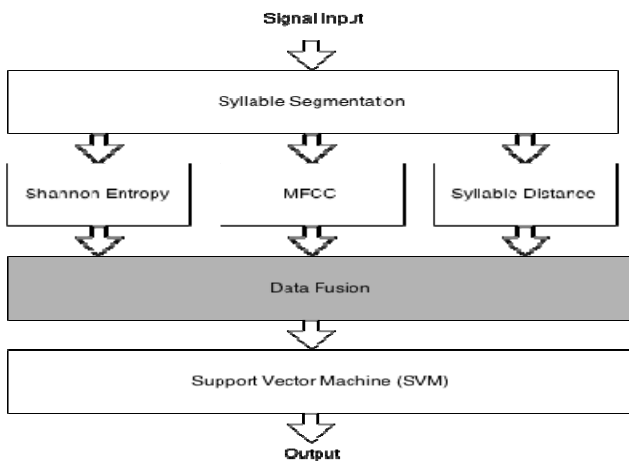 Signal Input
Syllable Segmentation
Shannon Entropy
MFCC
Syllable Distance
Data Fusion
Support Vector Machine (SVM)
Output